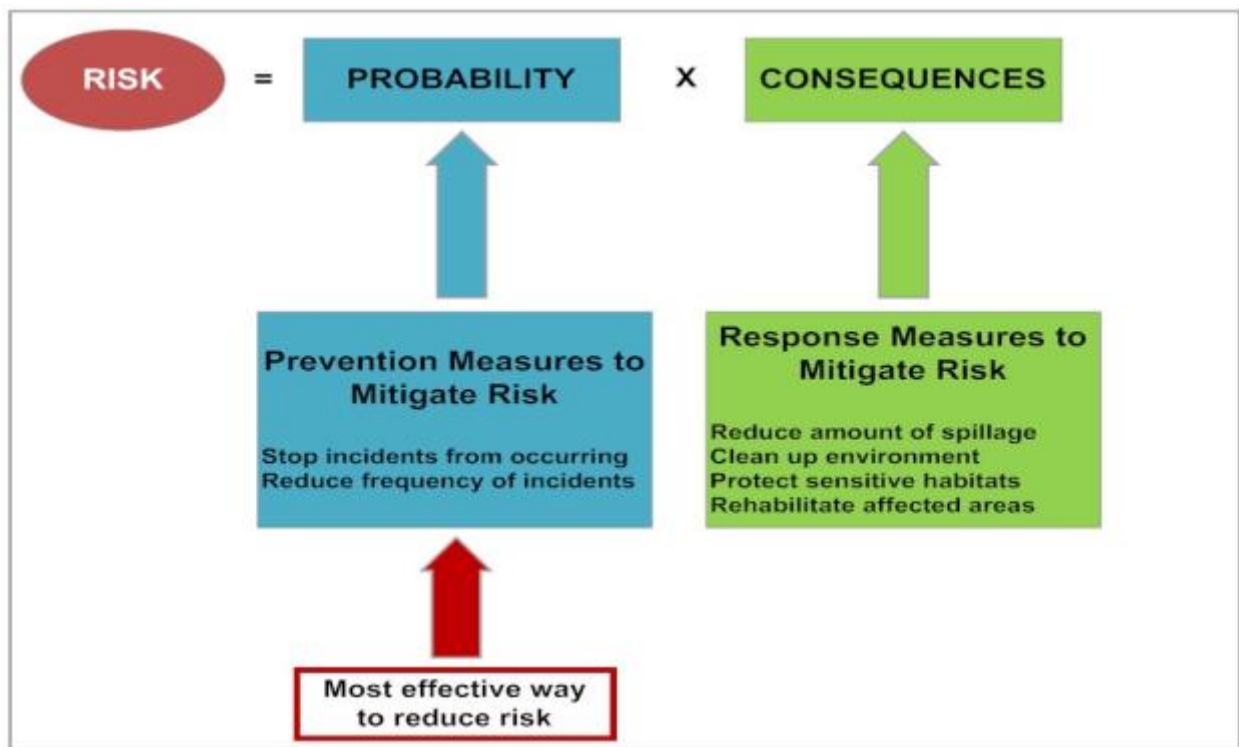 RISK = PROBABILITY X CONSEQUENCES
Prevention Measures to
Mitigate Risk
Stop incidents from occurring
Reduce frequency of incidents
Response Measures to
Mitigate Risk
Reduce amount of spillage
Clean up environment
Protect sensitive habitats
Rehabilitate affected areas
Most effective way
to reduce risk